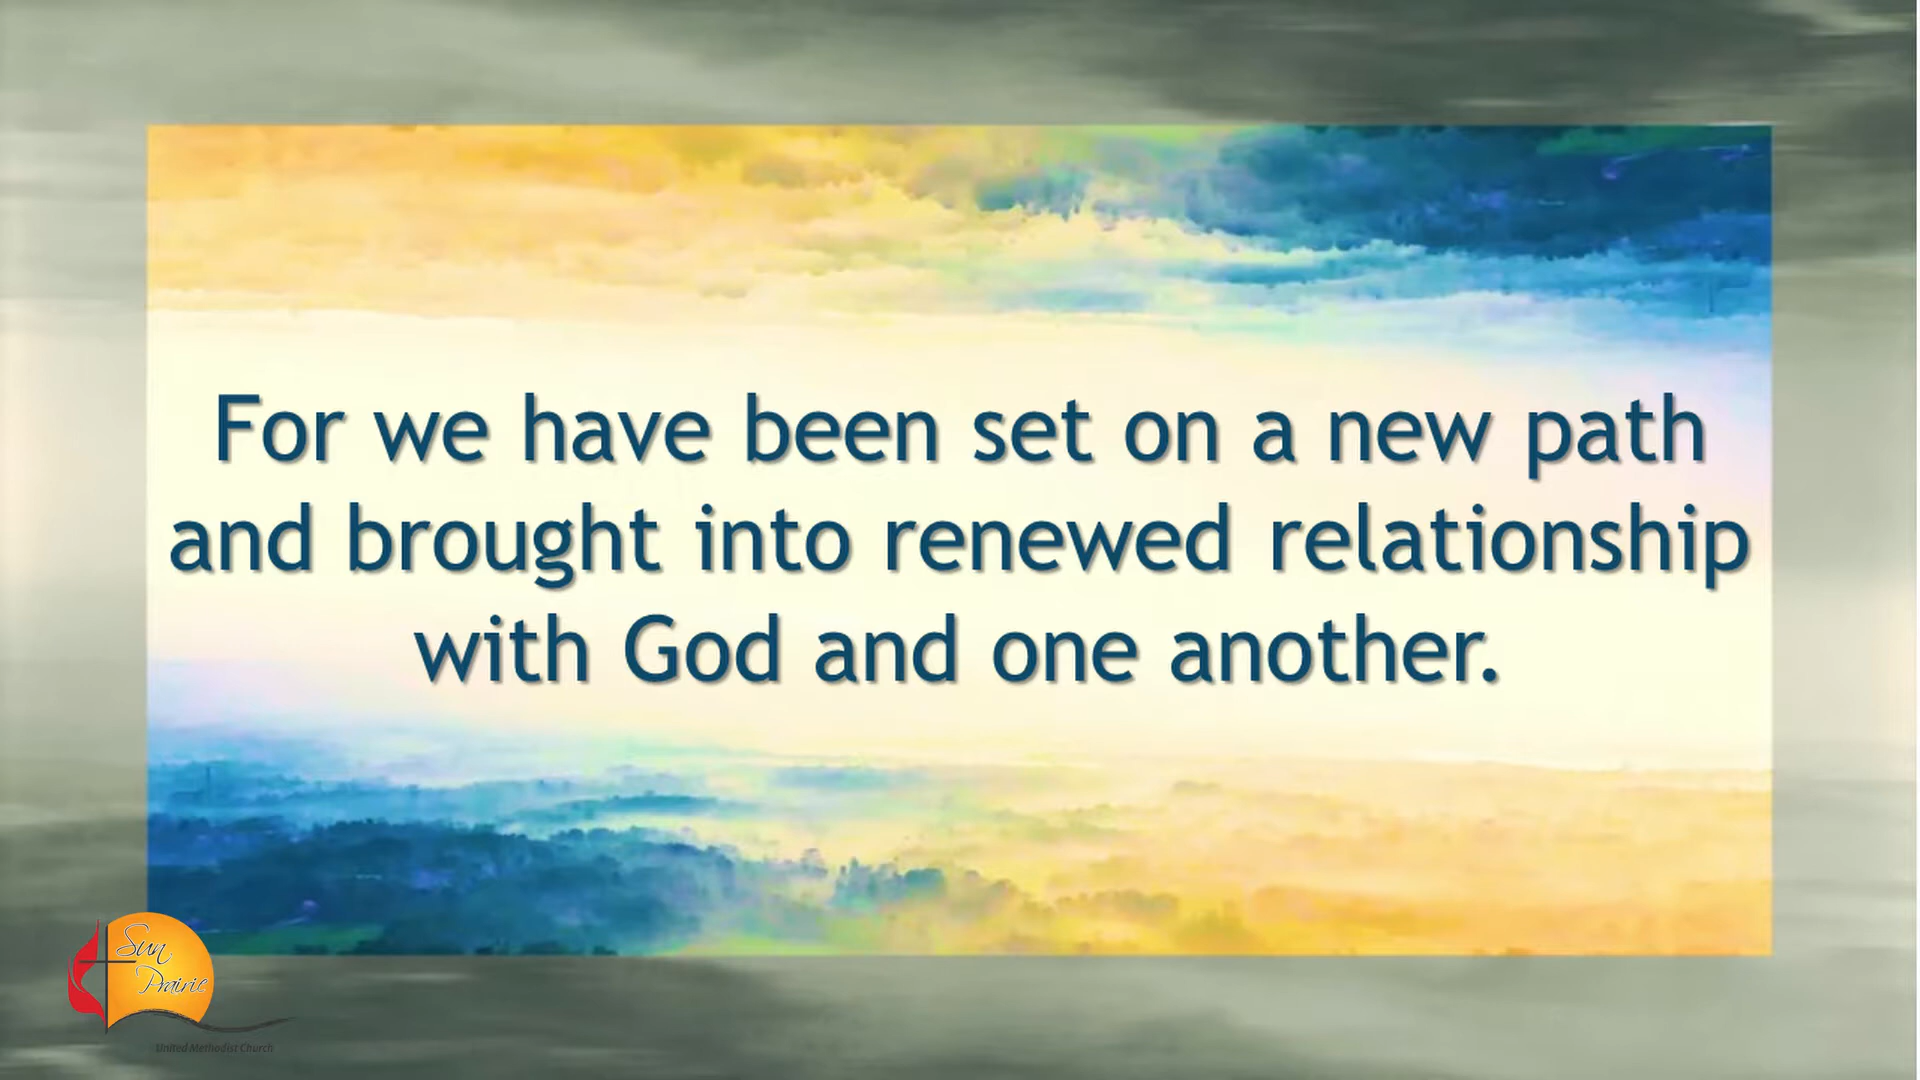 For we have been set on a new path
and brought into renewed relationship
with God and one another.
Sun
Prairie
United Methodist Church